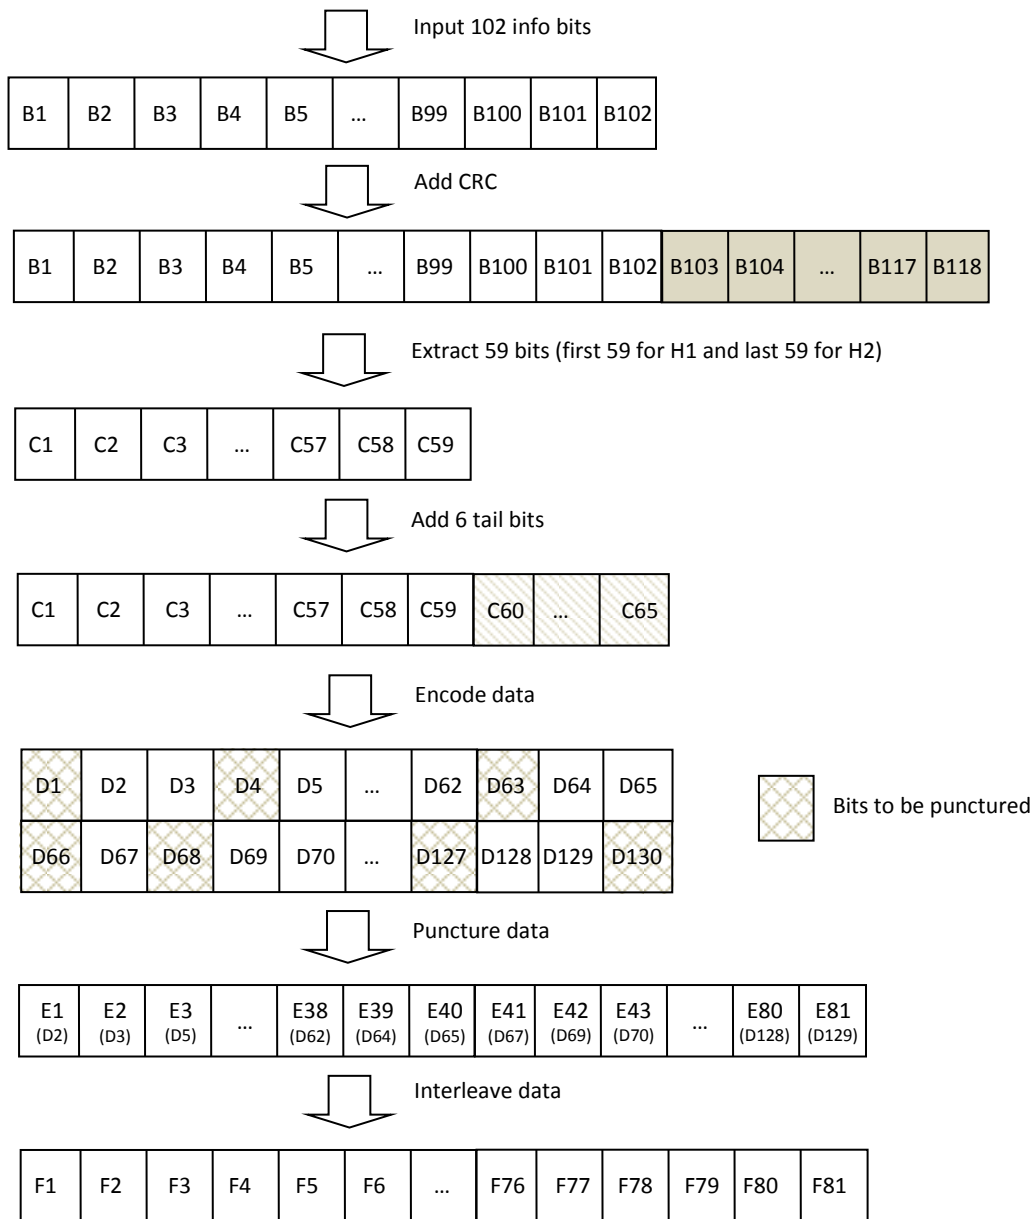 Input 102 info bits
B1 B2 B3 B4 B5 ... B99 B100 B101 B102
Add CRC
B1 B2 B3 B4 B5 ... B99 B100 B101 B102 B103 B104 ... B117 B118
Extract 59 bits (first 59 for H1 and last 59 for H2)
C1 C2 C3 ... C57 C58 C59
Add 6 tail bits
C1 C2 C3 ... C57 C58 C59 C60 ... C65
Encode data
D1 D2 D3 D4 D5 ... D62 D63 D64 D65
D66 D67 D68 D69 D70 ... D127 D128 D129 D130
Bits to be punctured
Puncture data
E1 E2 E3 ... E38 E39 E40 E41 E42 E43 ... E80 E81
(D2) (D3) (D5) (D62) (D64) (D65) (D67) (D69) (D70) (D128) (D129)
Interleave data
F1 F2 F3 F4 F5 F6 ... F76 F77 F78 F79 F80 F81